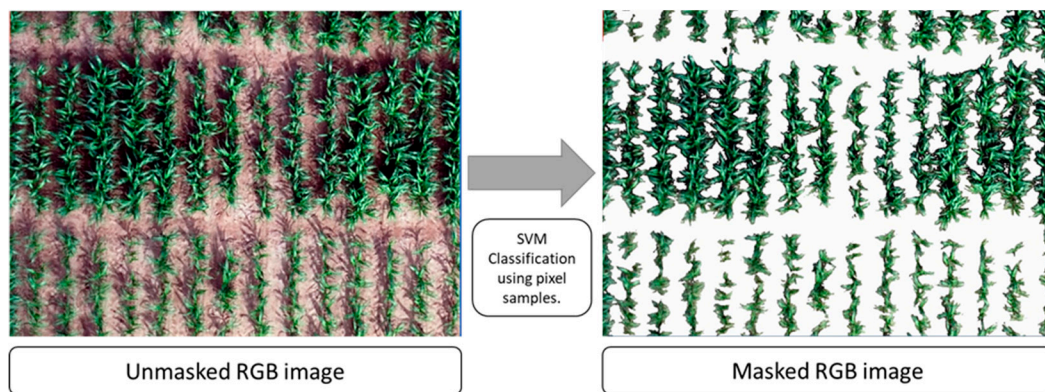 SVM
Classification
using pixel
samples.
Unmasked RGB image
Masked RGB image